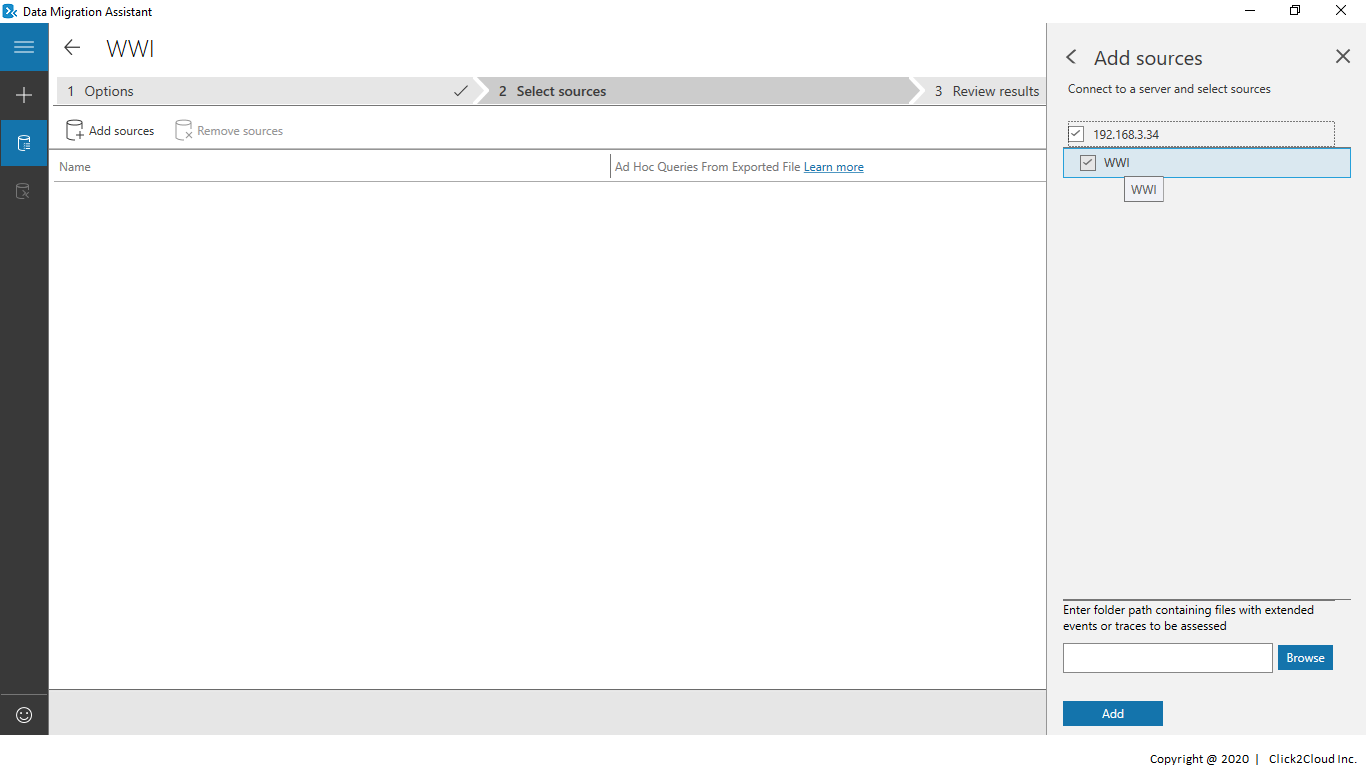 Data Migration Assistant
WWI
1 Options
2 Select sources
3 Review results
Add sources
Remove sources
Name
Ad Hoc Queries From Exported File Learn more
Add sources
Connect to a server and select sources
192.168.3.34
WWI
WWI
Enter folder path containing files with extended
events or traces to be assessed
Browse
Add
Copyright @ 2020 | Click2Cloud Inc.